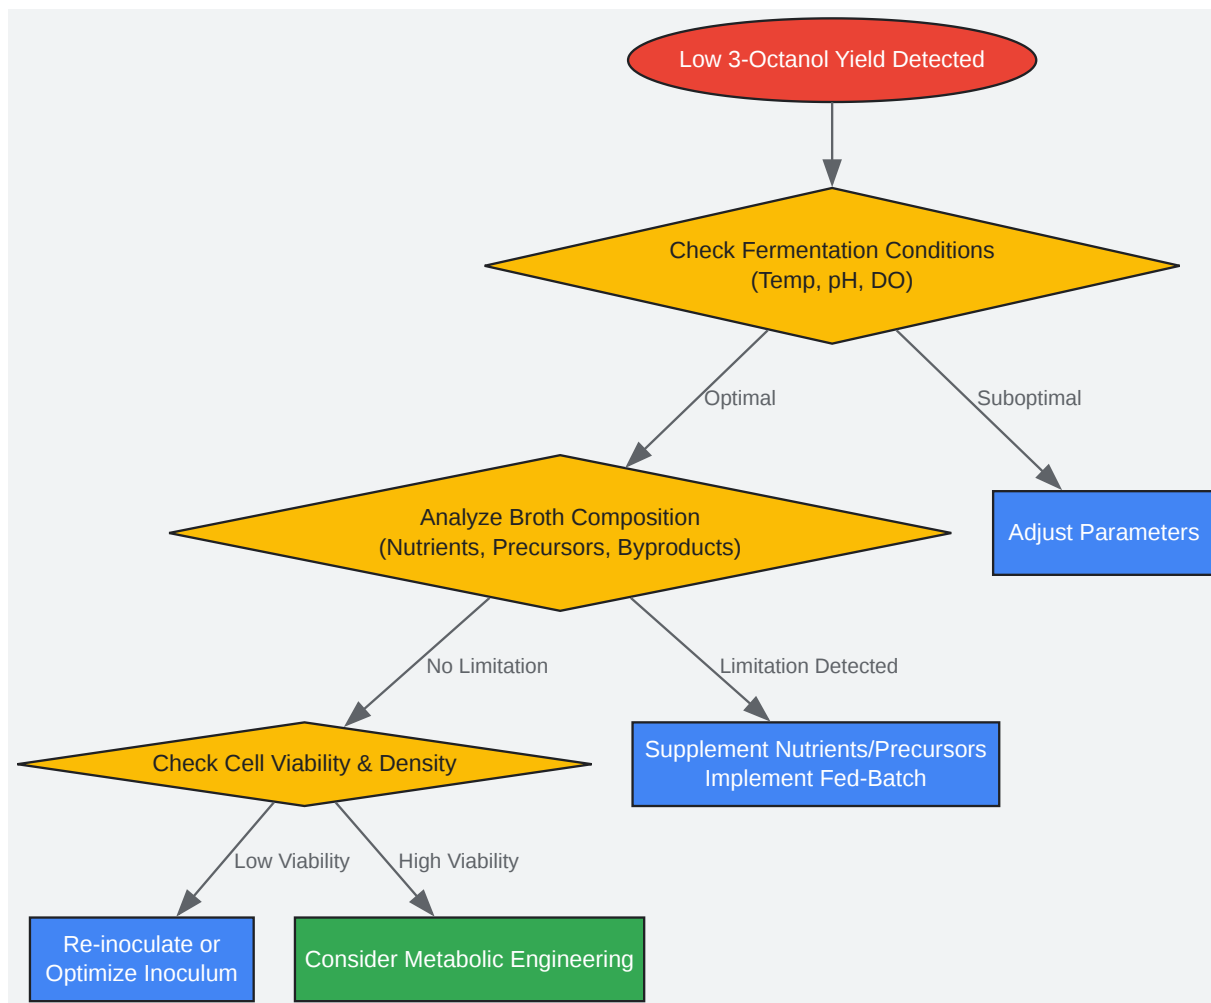 Low 3-Octanol Yield Detected
Check Fermentation Conditions
(Temp, pH, DO)
Optimal
Suboptimal
Analyze Broth Composition
(Nutrients, Precursors, Byproducts)
Adjust Parameters
No Limitation
Limitation Detected
Check Cell Viability & Density
Supplement Nutrients/Precursors
Implement Fed-Batch
Low Viability
High Viability
Re-inoculate or
Optimize Inoculum
Consider Metabolic Engineering